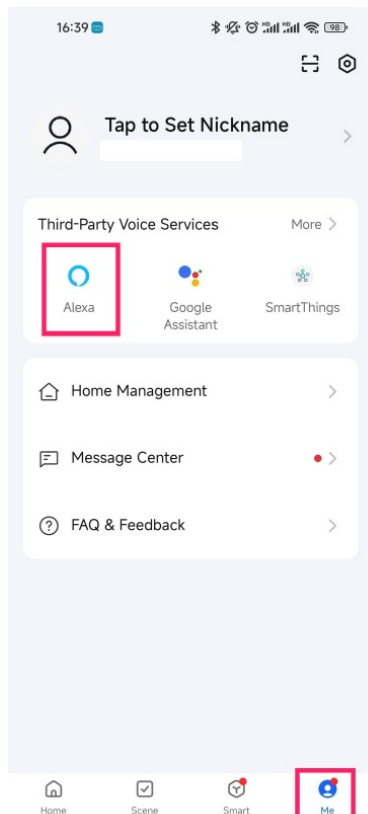 16:39 98
Tap to Set Nickname
Third-Party Voice Services More
Alexa Google Assistant SmartThings
Home Management
Message Center
FAQ & Feedback
Home Scene Smart Me